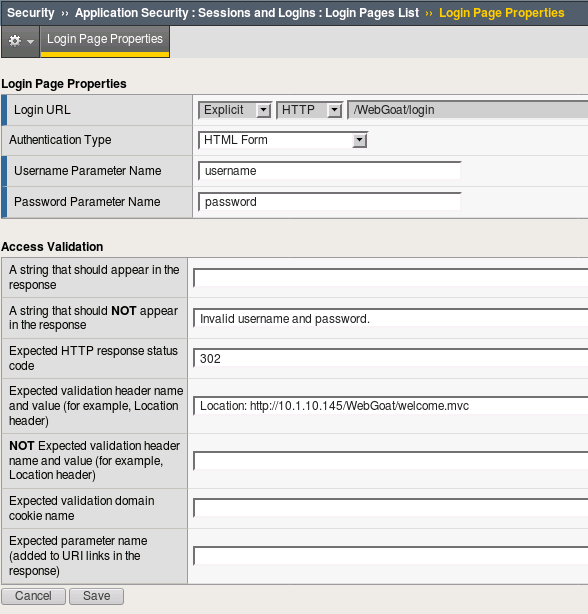 Security ›› Application Security : Sessions and Logins : Login Pages List ›› Login Page Properties
Login Page Properties
Login Page Properties
Login URL Explicit HTTP /WebGoat/login
Authentication Type HTML Form
Username Parameter Name username
Password Parameter Name password
Access Validation
A string that should appear in the
response
A string that should NOT appear
in the response
Invalid username and password.
Expected HTTP response status
code
302
Expected validation header name
and value (for example, Location
header)
Location: http://10.1.10.145/WebGoat/welcome.mvc
NOT Expected validation header
name and value (for example,
Location header)
Expected validation domain
cookie name
Expected parameter name
(added to URI links in the
response)
Cancel Save